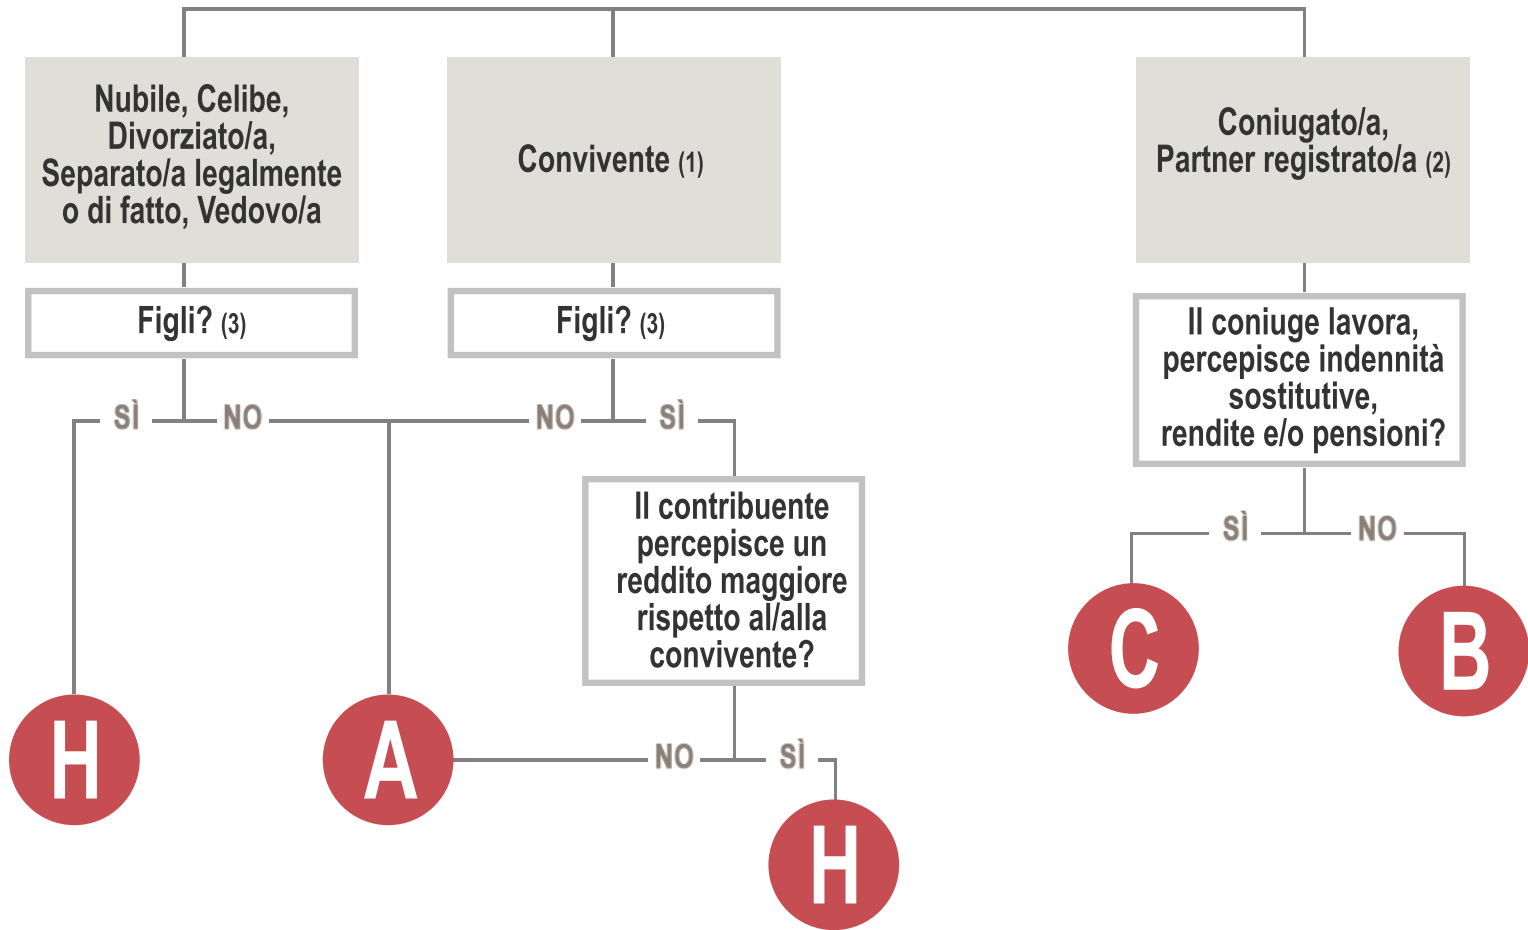 Nubile, Celibe,
Divorziato/a,
Separato/a legalmente
o di fatto, Vedovo/a
Convivente (1)
Coniugato/a,
Partner registrato/a (2)
Figli? (3)
Figli? (3)
Il coniuge lavora,
percepisce indennità
sostitutive,
rendite e/o pensioni?
SÌ
NO
NO
SÌ
Il contribuente
percepisce un
reddito maggiore
rispetto al/alla
convivente?
SÌ
NO
C
B
H
A
NO
SÌ
H